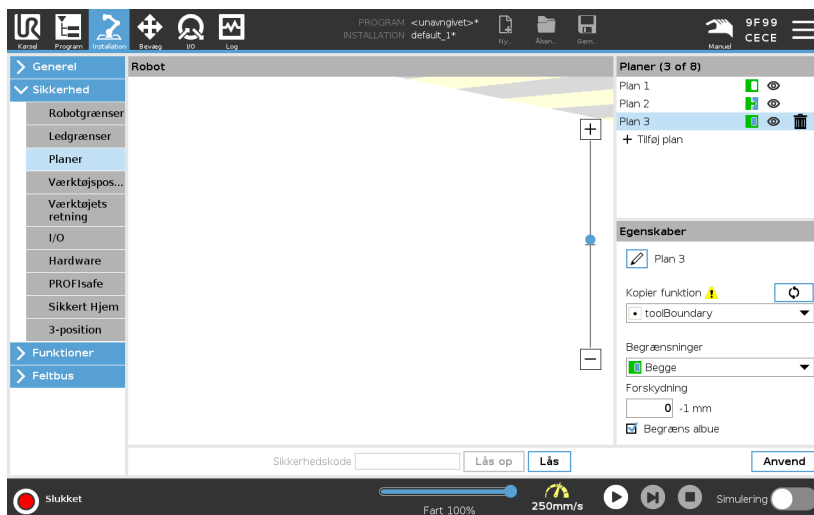 PROGRAM <unavngivet>*
INSTALLATION default_1*
UR
Kørsel
Program
Installation
Bevæg
I/O
Log
Ny...
Åben...
Gem...
Manuel
9F99
CECE
Generel
Sikkerhed
Robotgrænser
Ledgrænser
Planer
Værktøjspos...
Værktøjets
retning
I/O
Hardware
PROFIsafe
Sikkert Hjem
3-position
Funktioner
Feltbus
Robot
Planer (3 of 8)
Plan 1
Plan 2
Plan 3
Tilføj plan
Egenskaber
Plan 3
Kopier funktion
toolBoundary
Begrænsninger
Begge
Forskydning
0 -1 mm
Begræns albue
Sikkerhedskode
Lås op
Lås
Anvend
Slukket
Fart 100%
250mm/s
Simulering